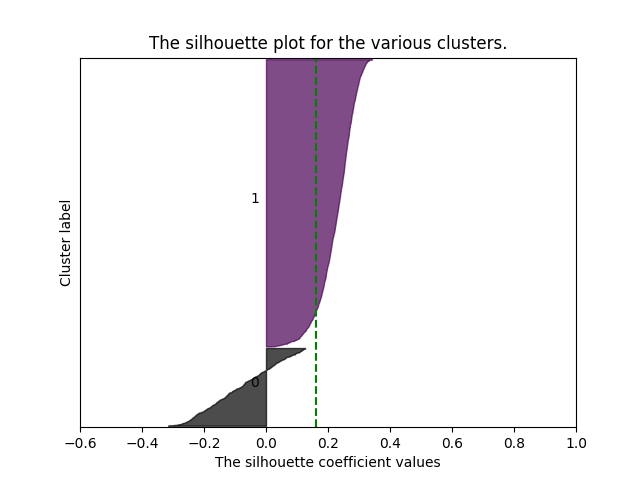 The silhouette plot for the various clusters.
Cluster label
1
0
−0.6 −0.4 −0.2 0.0 0.2 0.4 0.6 0.8 1.0
The silhouette coefficient values